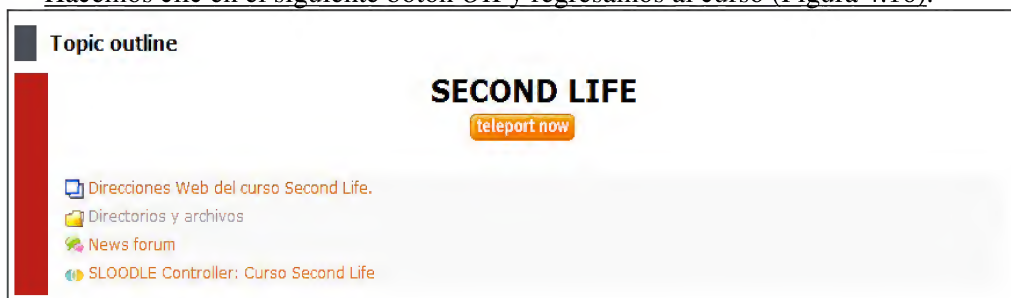 Hacemos clic en el siguiente botón OK y regresamos al curso (Figura 4.16).
Topic outline
SECOND LIFE
teleport now
Direcciones Web del curso Second Life.
Directorios y archivos
News forum
SLOODLE Controller: Curso Second Life